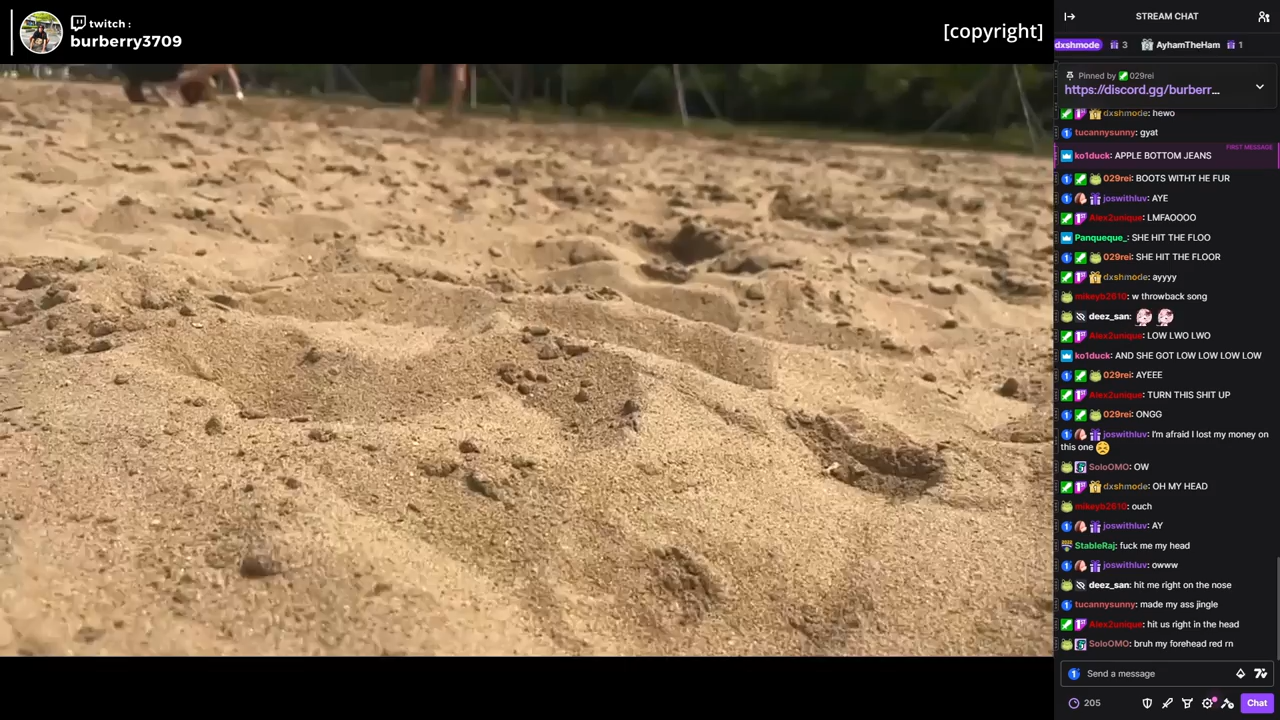 twitch :
burberry3709
[copyright]
STREAM CHAT
dxshmode 3 AyhamTheHam 1
Pinned by 029rei
https://discord.gg/burberr...
dxshmode: hewo
tucannysunny: gyat
FIRST MESSAGE
ko1duck: APPLE BOTTOM JEANS
029rei: BOOTS WITHT HE FUR
joswithluv: AYE
Alex2unique: LMFAOOOO
Panqueque_: SHE HIT THE FLOO
029rei: SHE HIT THE FLOOR
dxshmode: ayyyy
mikeyb2610: w throwback song
deez_san:
Alex2unique: LOW LWO LWO
ko1duck: AND SHE GOT LOW LOW LOW LOW
029rei: AYEEE
Alex2unique: TURN THIS SHIT UP
029rei: ONGG
joswithluv: I'm afraid I lost my money on
this one
SoloOMO: OW
dxshmode: OH MY HEAD
mikeyb2610: ouch
joswithluv: AY
StableRaj: fuck me my head
joswithluv: owww
deez_san: hit me right on the nose
tucannysunny: made my ass jingle
Alex2unique: hit us right in the head
SoloOMO: bruh my forehead red rn
Send a message
205
Chat